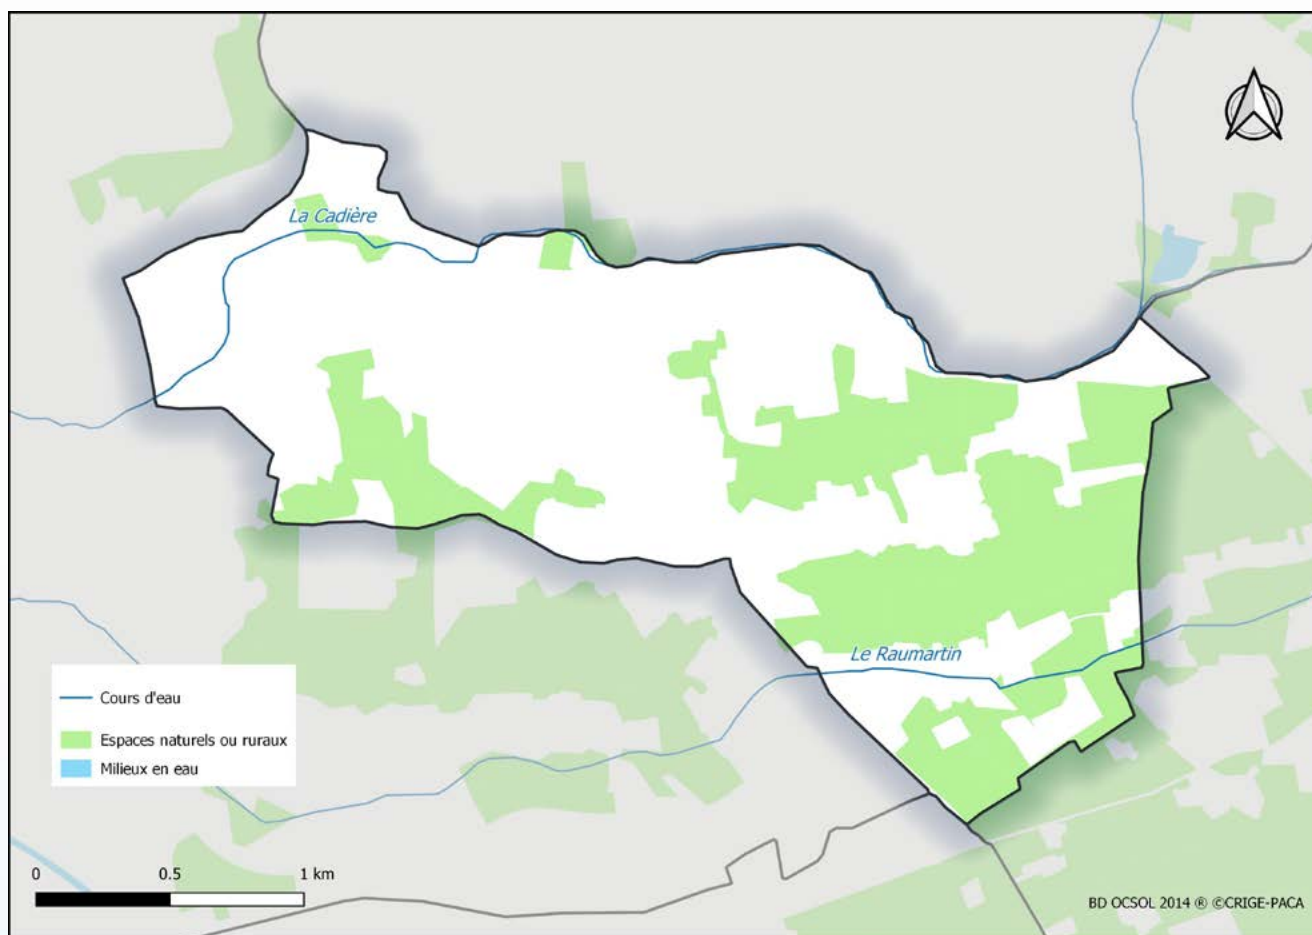 La Cadière
Le Raumartin
Cours d'eau
Espaces naturels ou ruraux
Milieux en eau
0 0.5 1 km
BD OCSOL 2014 ® ©CRIGE-PACA